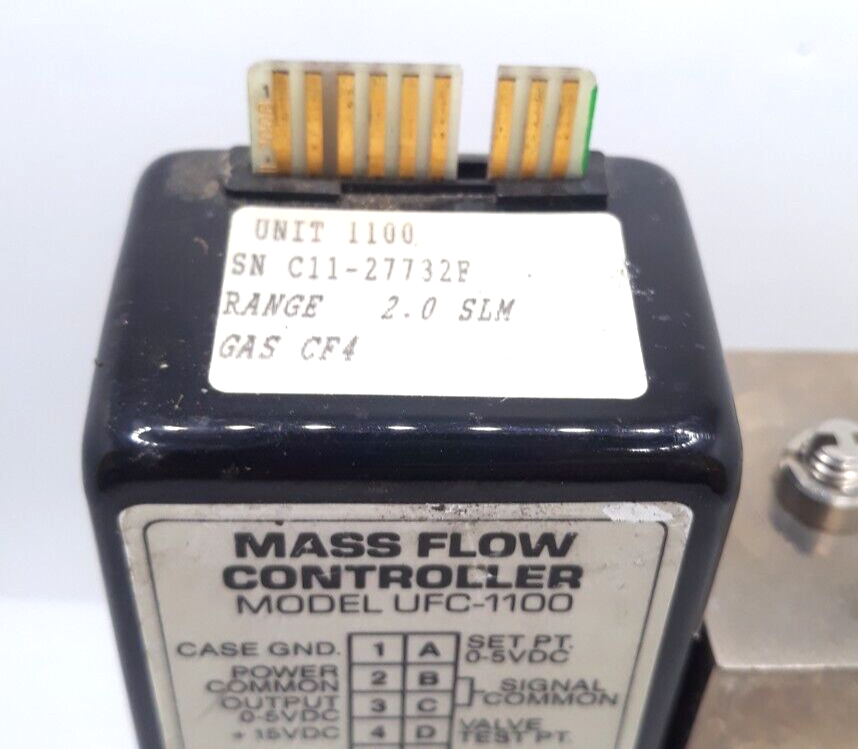 UNIT 1100
SN C11-27732F
RANGE 2.0 SLM
GAS CF4
MASS FLOW
CONTROLLER
MODEL UFC-1100
CASE GND. 1 A SET PT. 0-5VDC
POWER COMMON 2 B SIGNAL COMMON
OUTPUT 0-5VDC 3 C
+ 15VDC 4 D VALVE TEST PT.